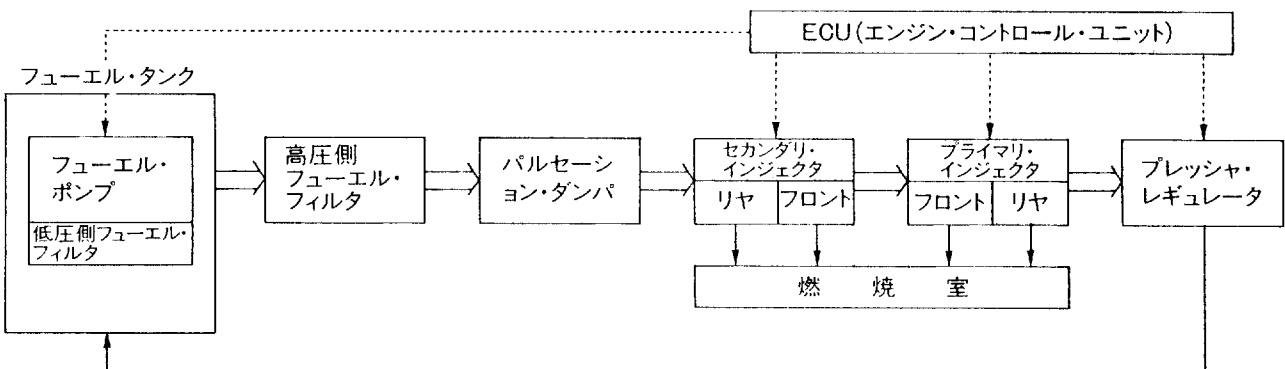 ECU(エンジン・コントロール・ユニット)
フューエル・タンク
フューエル・
ポンプ
低圧側フューエル・
フィルタ
高圧側
フューエル・
フィルタ
パルセーシ
ョン・ダンパ
セカンダリ・
インジェクタ
リヤ
フロント
プライマリ・
インジェクタ
フロント
リヤ
プレッシャ・
レギュレータ
燃焼室